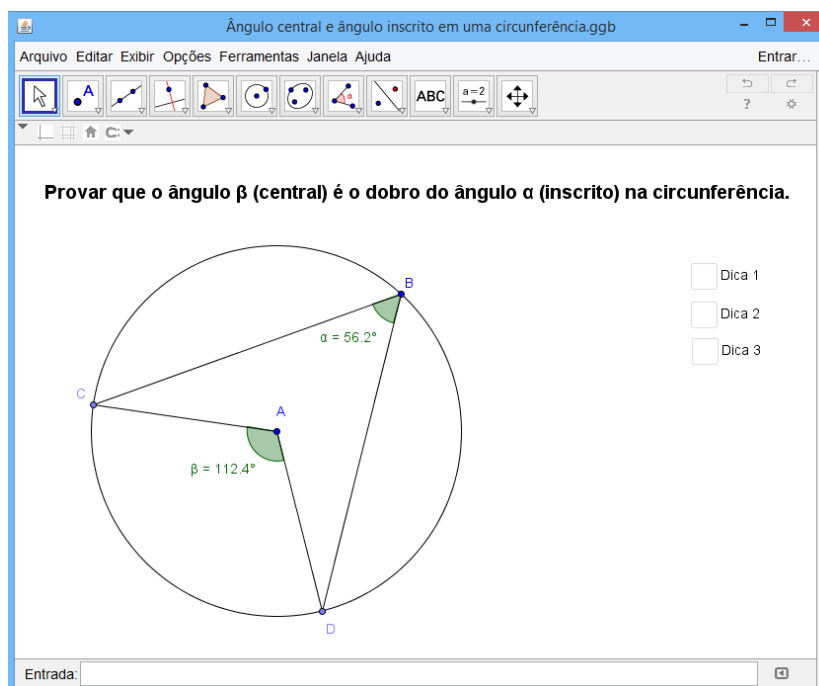 Ângulo central e ângulo inscrito em uma circunferência.ggb
Arquivo Editar Exibir Opções Ferramentas Janela Ajuda Entrar...
A α ABC a=2
?
Provar que o ângulo β (central) é o dobro do ângulo α (inscrito) na circunferência.
Dica 1
B
Dica 2
α = 56.2°
Dica 3
C
A
β = 112.4°
D
Entrada: